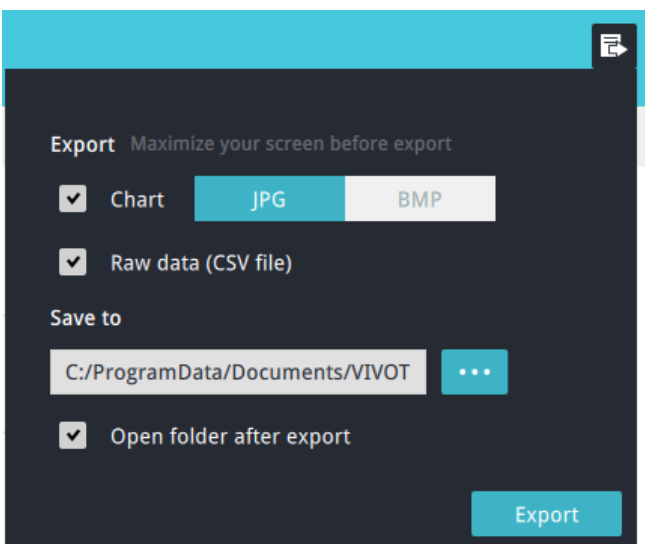 Export Maximize your screen before export
Chart JPG BMP
Raw data (CSV file)
Save to
C:/ProgramData/Documents/VIVOT ...
Open folder after export
Export